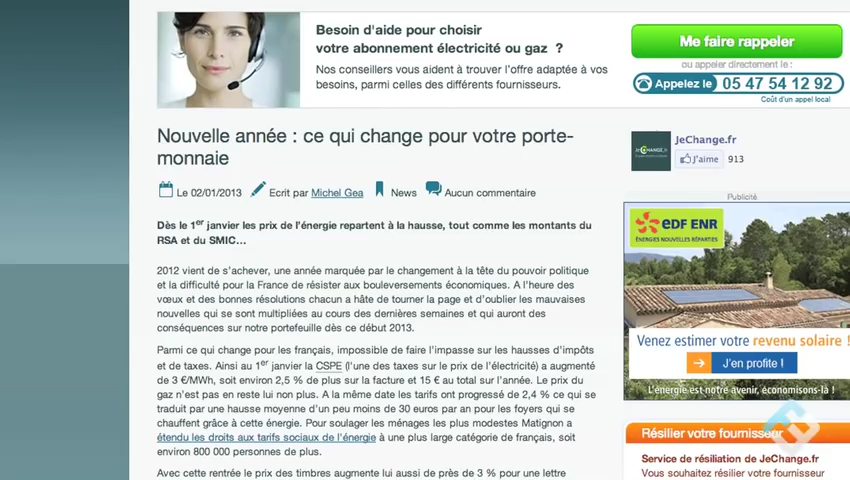 Besoin d'aide pour choisir
votre abonnement électricité ou gaz ?
Nos conseillers vous aident à trouver l'offre adaptée à vos
besoins, parmi celles des différents fournisseurs.
Me faire rappeler
ou appeler directement le :
Appelez le 05 47 54 12 92
Coût d'un appel local
Nouvelle année : ce qui change pour votre porte-
monnaie
Le 02/01/2013 Ecrit par Michel Gea News Aucun commentaire
Dès le 1er janvier les prix de l'énergie repartent à la hausse, tout comme les montants du
RSA et du SMIC...
2012 vient de s'achever, une année marquée par le changement à la tête du pouvoir politique
et la difficulté pour la France de résister aux bouleversements économiques. A l'heure des
vœux et des bonnes résolutions chacun a hâte de tourner la page et d'oublier les mauvaises
nouvelles qui se sont multipliées au cours des dernières semaines et qui auront des
conséquences sur notre portefeuille dès ce début 2013.
Parmi ce qui change pour les français, impossible de faire l'impasse sur les hausses d'impôts
et de taxes. Ainsi au 1er janvier la CSPE (l'une des taxes sur le prix de l'électricité) a augmenté
de 3 €/MWh, soit environ 2,5 % de plus sur la facture et 15 € au total sur l'année. Le prix du
gaz n'est pas en reste lui non plus. A la même date les tarifs ont progressé de 2,4 % ce qui se
traduit par une hausse moyenne d'un peu moins de 30 euros par an pour les foyers qui se
chauffent grâce à cette énergie. Pour soulager les ménages les plus modestes Matignon a
étendu les droits aux tarifs sociaux de l'énergie à une plus large catégorie de français, soit
environ 800 000 personnes de plus.
Avec cette rentrée le prix des timbres augmente lui aussi de près de 3 % pour une lettre
JeChange.fr
JeChange.fr
J'aime 913
Publicité
eDF ENR
ÉNERGIES NOUVELLES RÉPARTIES
Venez estimer votre revenu solaire !
J'en profite !
L'énergie est notre avenir, économisons-là !
Résilier votre fournisseur
Service de résiliation de JeChange.fr
Vous souhaitez résilier votre fournisseur